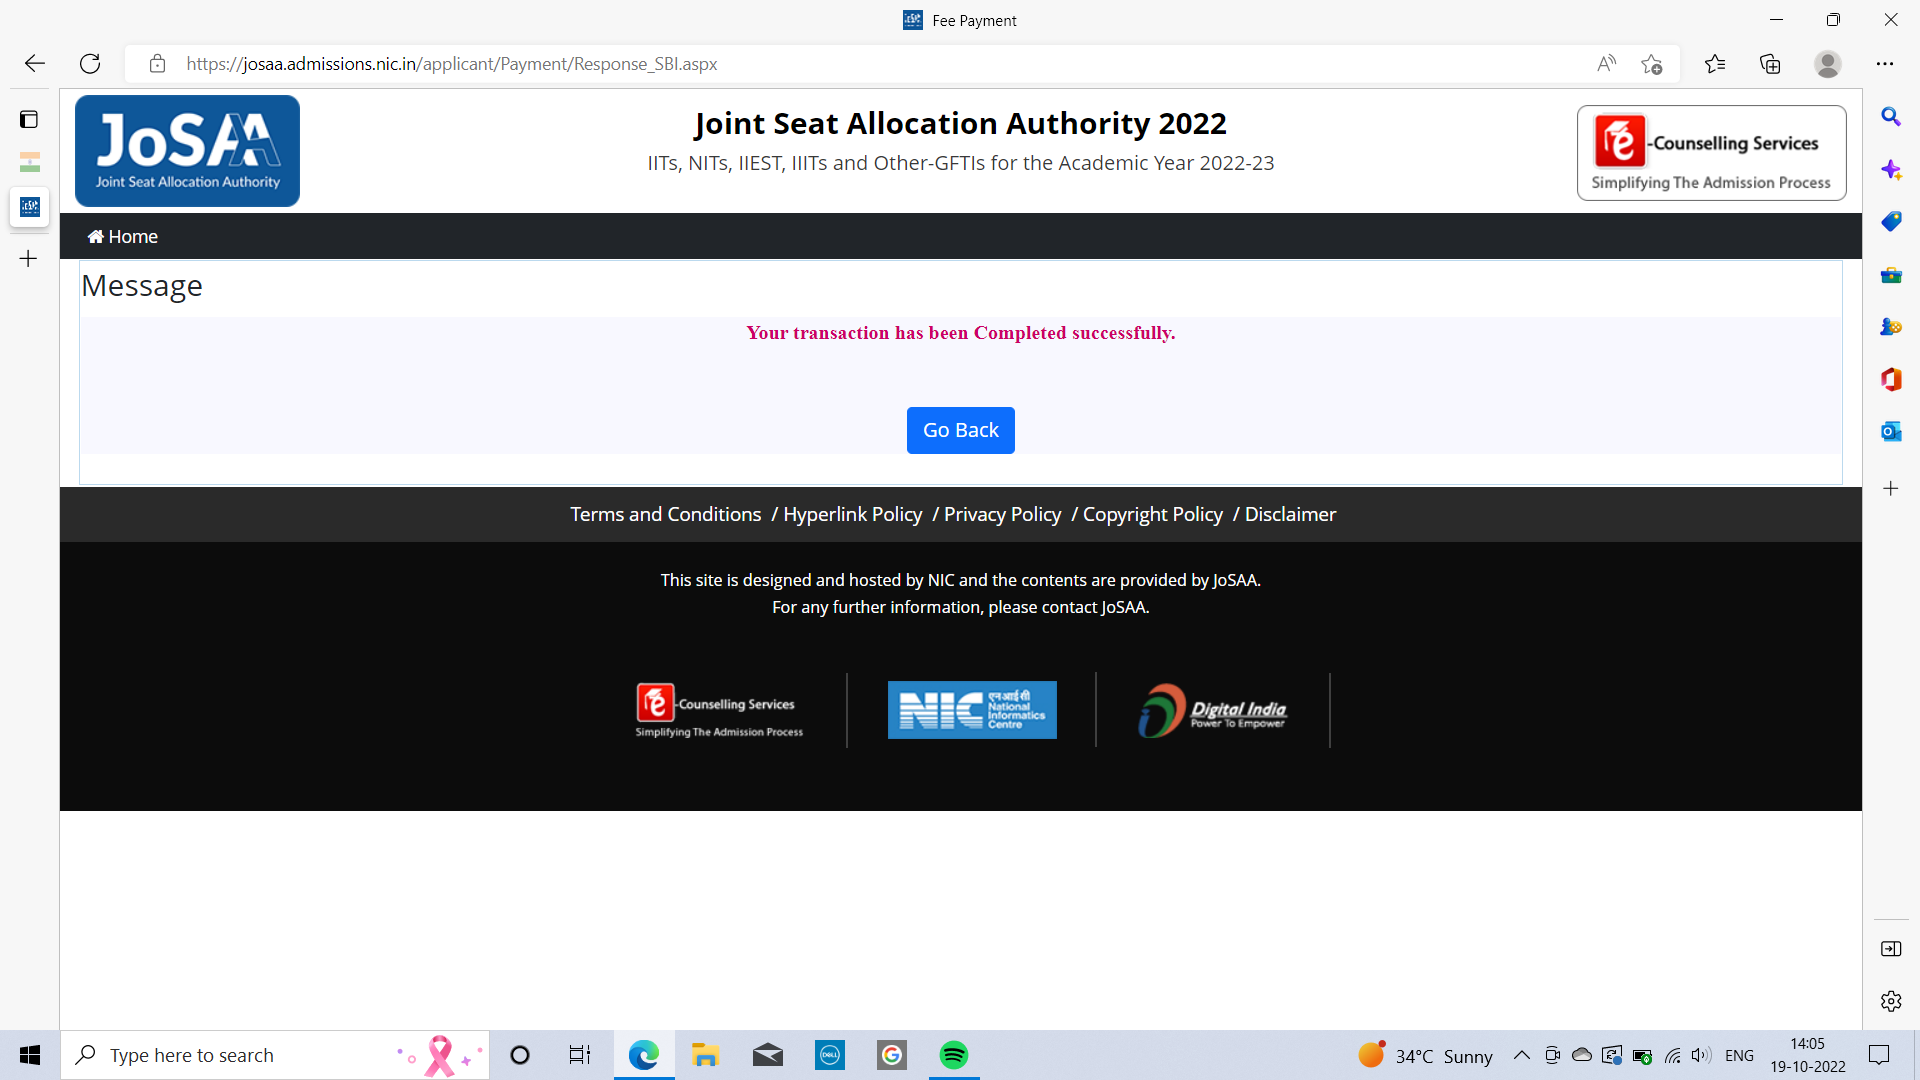 Fee Payment
https://josaa.admissions.nic.in/applicant/Payment/Response_SBI.aspx
JoSAA
Joint Seat Allocation Authority
Joint Seat Allocation Authority 2022
IITs, NITs, IIEST, IIITs and Other-GFTIs for the Academic Year 2022-23
e-Counselling Services
Simplifying The Admission Process
Home
Message
Your transaction has been Completed successfully.
Go Back
Terms and Conditions / Hyperlink Policy / Privacy Policy / Copyright Policy / Disclaimer
This site is designed and hosted by NIC and the contents are provided by JoSAA.
For any further information, please contact JoSAA.
e-Counselling Services
Simplifying The Admission Process
NIC
एनआईसी
National
Informatics
Centre
Digital India
Power To Empower
Type here to search
DELL
34°C Sunny
ENG
14:05
19-10-2022